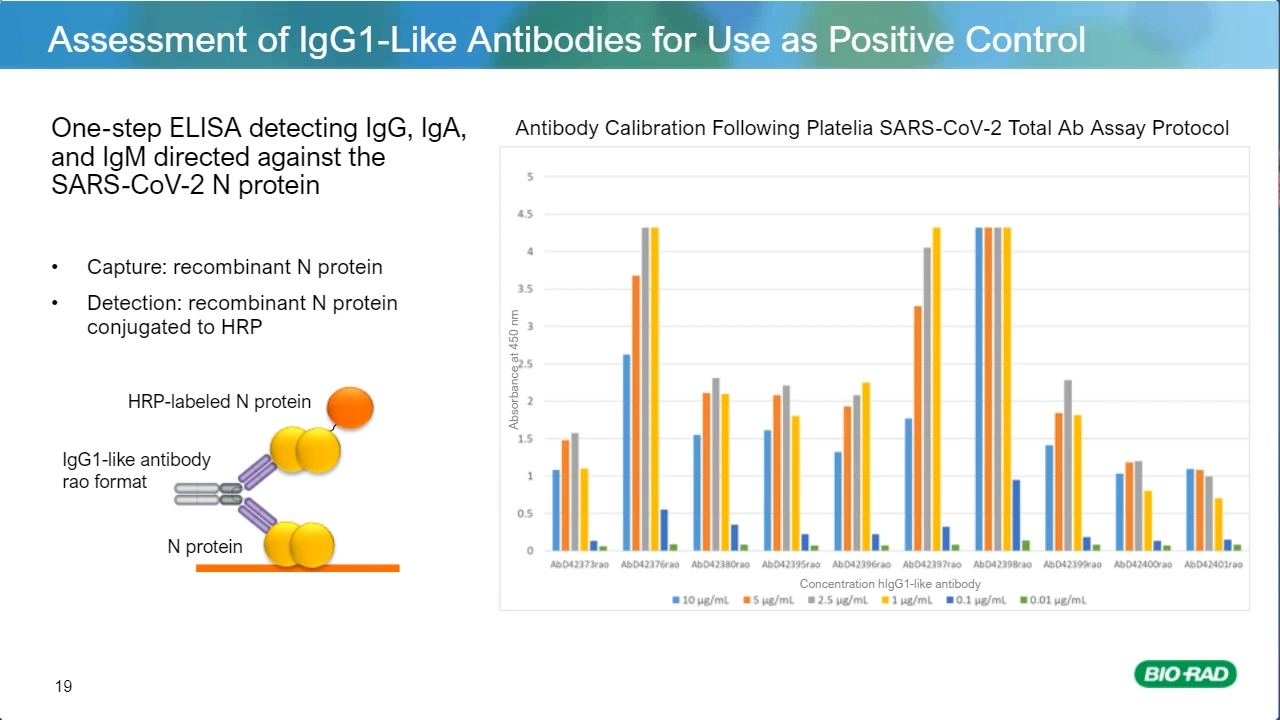 Assessment of IgG1-Like Antibodies for Use as Positive Control
One-step ELISA detecting IgG, IgA,
and IgM directed against the
SARS-CoV-2 N protein
• Capture: recombinant N protein
• Detection: recombinant N protein
conjugated to HRP
HRP-labeled N protein
IgG1-like antibody
rao format
N protein
Antibody Calibration Following Platelia SARS-CoV-2 Total Ab Assay Protocol
Absorbance at 450 nm
5
4.5
4
3.5
3
2.5
2
1.5
1
0.5
0
AbD42373rao AbD42376rao AbD42380rao AbD42395rao AbD42396rao AbD42397rao AbD42398rao AbD42399rao AbD42400rao AbD42401rao
Concentration hIgG1-like antibody
10 µg/mL 5 µg/mL 2.5 µg/mL 1 µg/mL 0.1 µg/mL 0.01 µg/mL
19
BIO-RAD